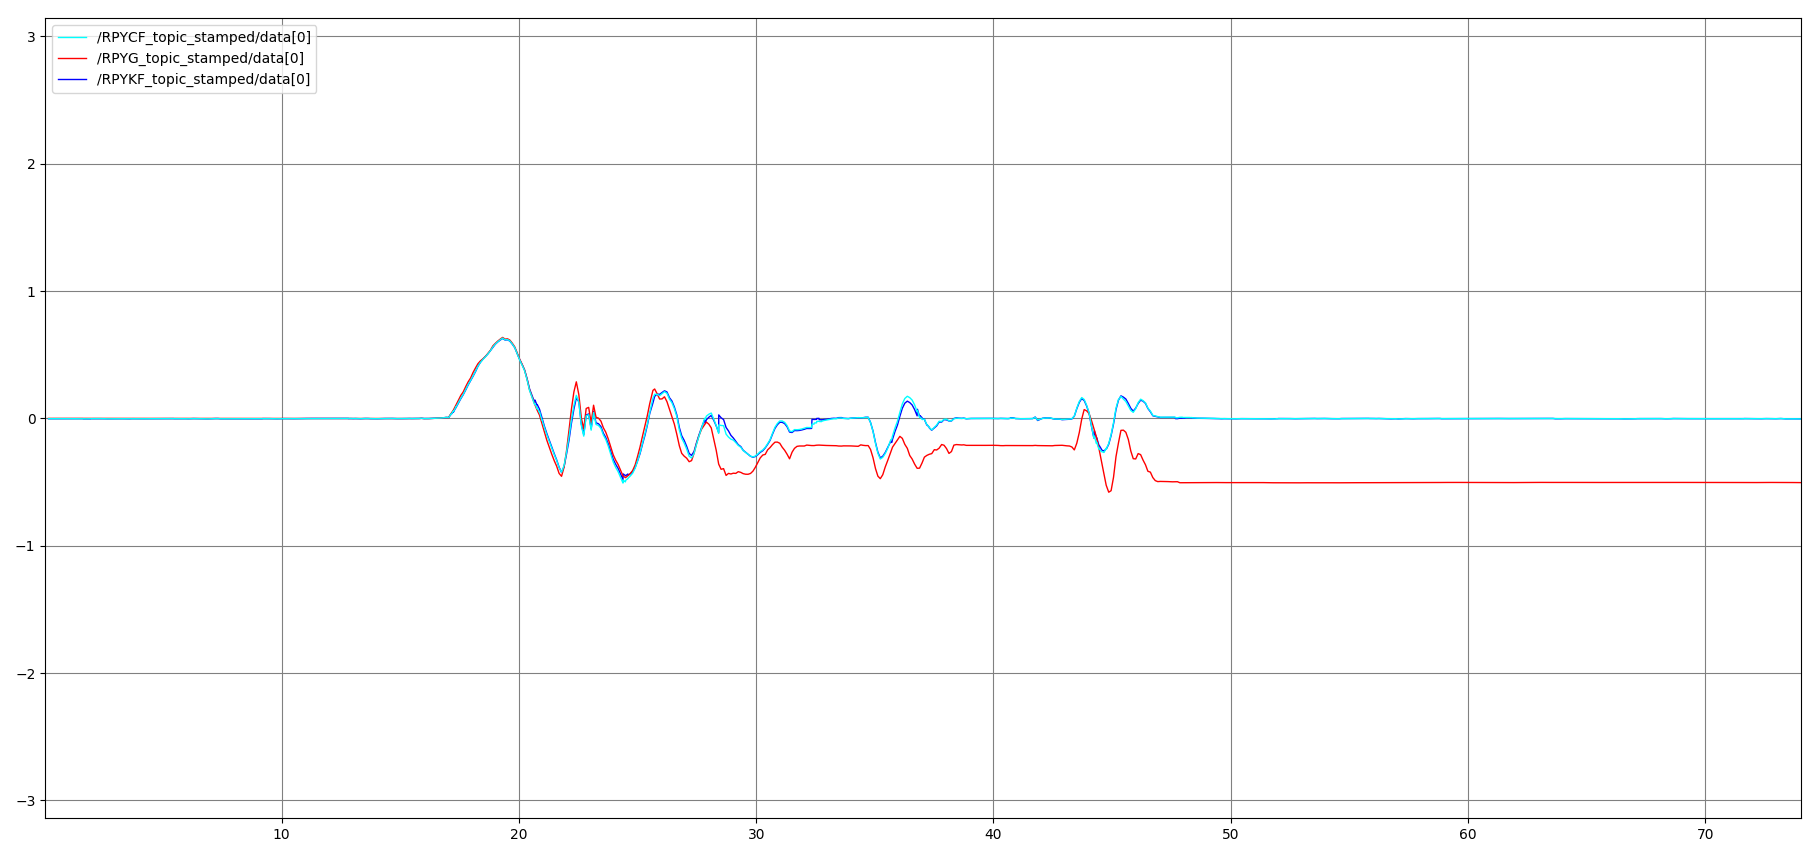 /RPYCF_topic_stamped/data[0]
/RPYG_topic_stamped/data[0]
/RPYKF_topic_stamped/data[0]
3
2
1
0
−1
−2
−3
10 20 30 40 50 60 70